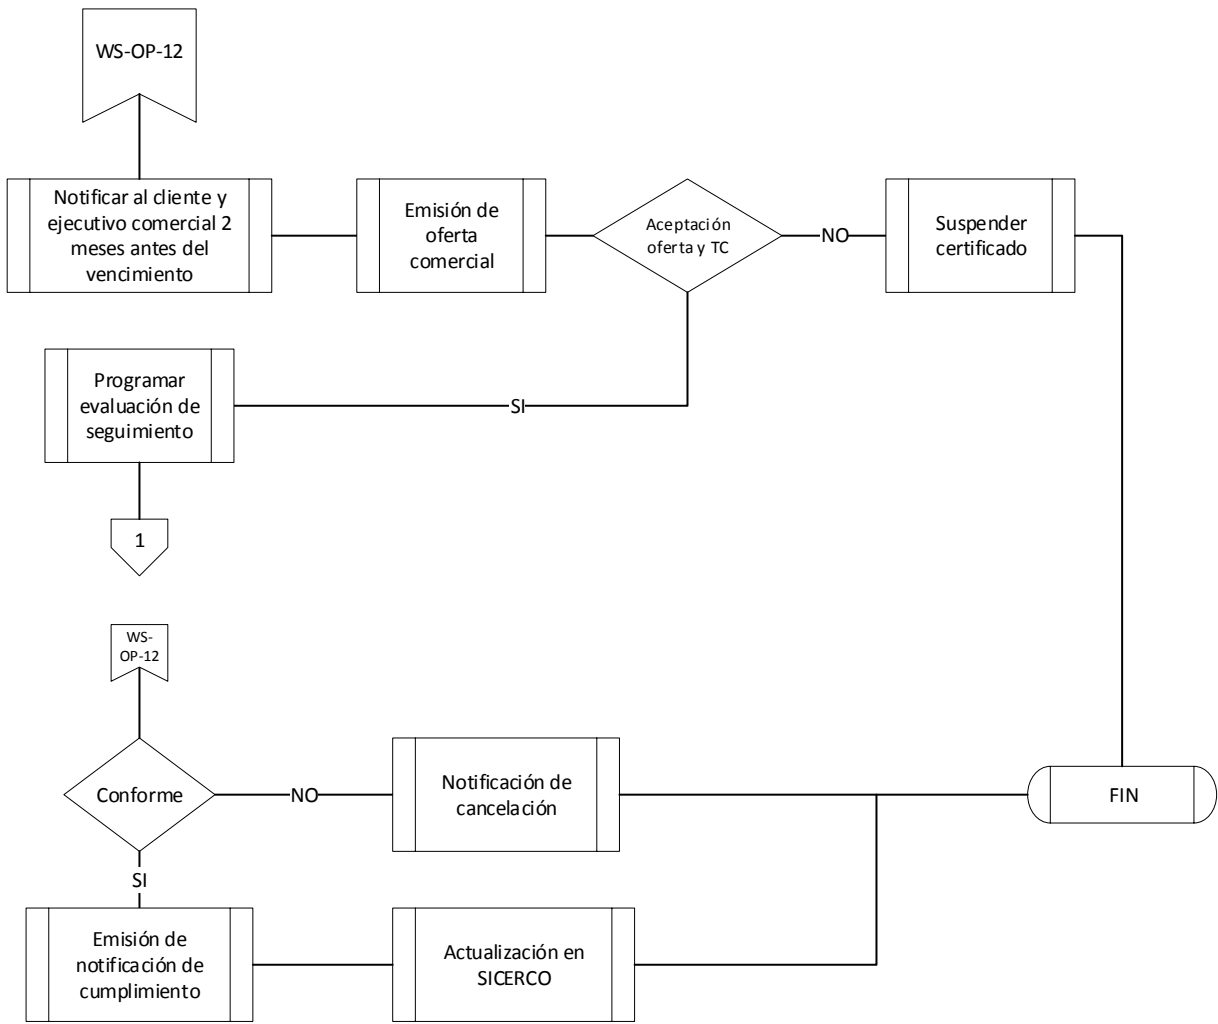 WS-OP-12
Notificar al cliente y
ejecutivo comercial 2
meses antes del
vencimiento
Emisión de
oferta
comercial
Aceptación
oferta y TC
NO
Suspender
certificado
Programar
evaluación de
seguimiento
SI
1
WS-
OP-12
Conforme
NO
Notificación de
cancelación
FIN
SI
Emisión de
notificación de
cumplimiento
Actualización en
SICERCO